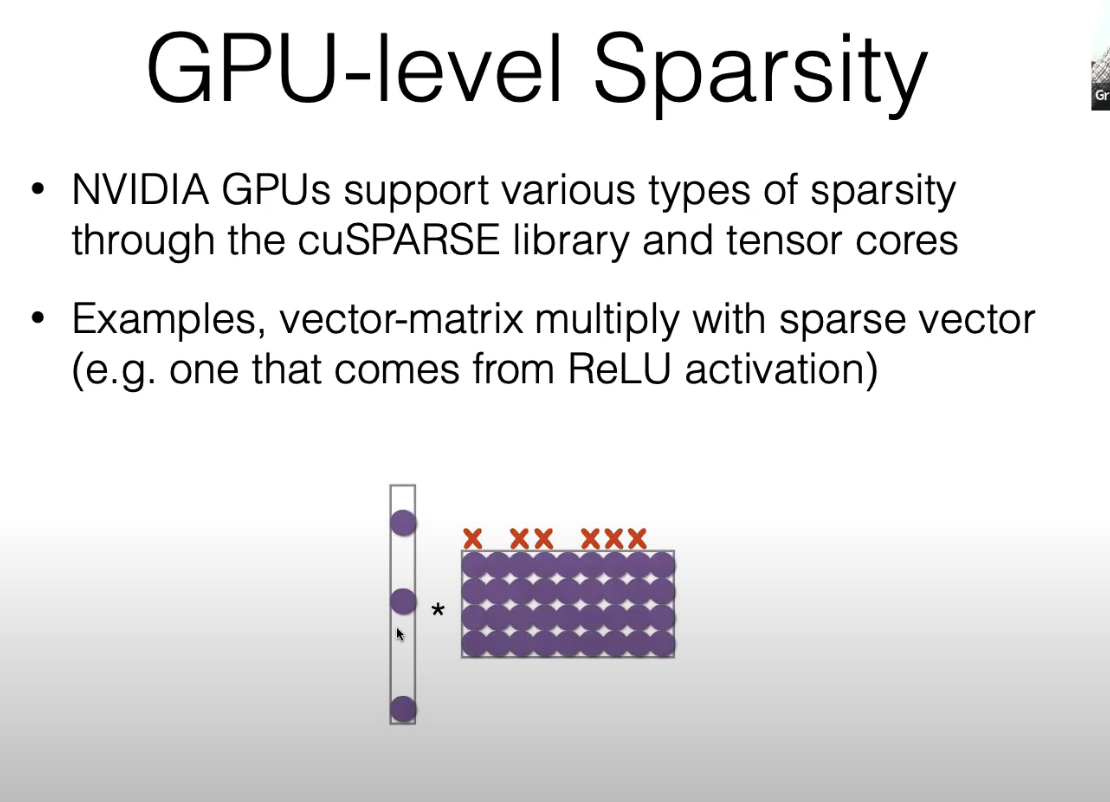 GPU-level Sparsity
Gr
• NVIDIA GPUs support various types of sparsity
through the cuSPARSE library and tensor cores
• Examples, vector-matrix multiply with sparse vector
(e.g. one that comes from ReLU activation)
x x x x x x
*